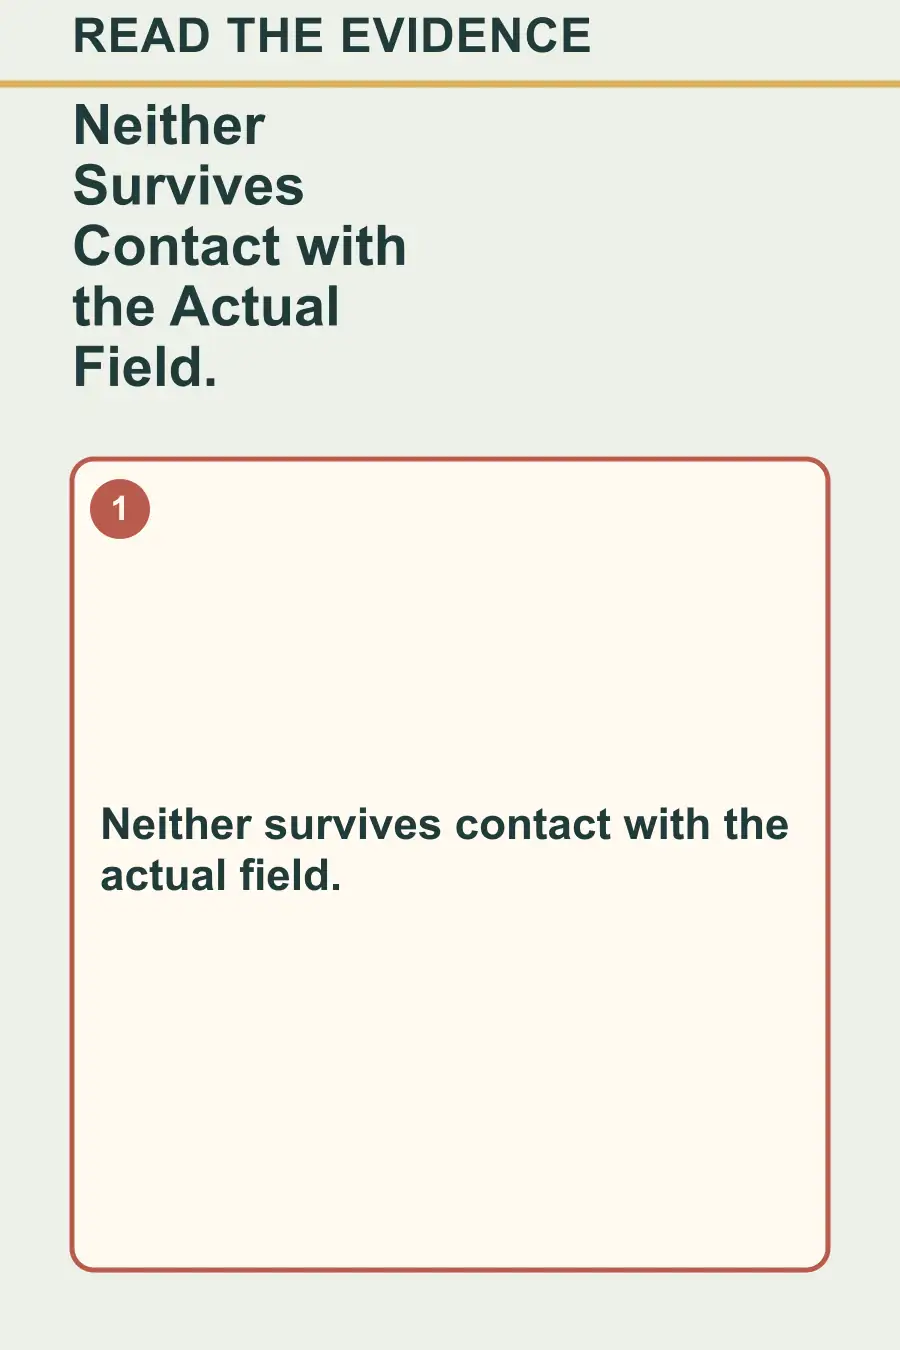 READ THE EVIDENCE
Neither
Survives
Contact with
the Actual
Field.
1
Neither survives contact with the
actual field.